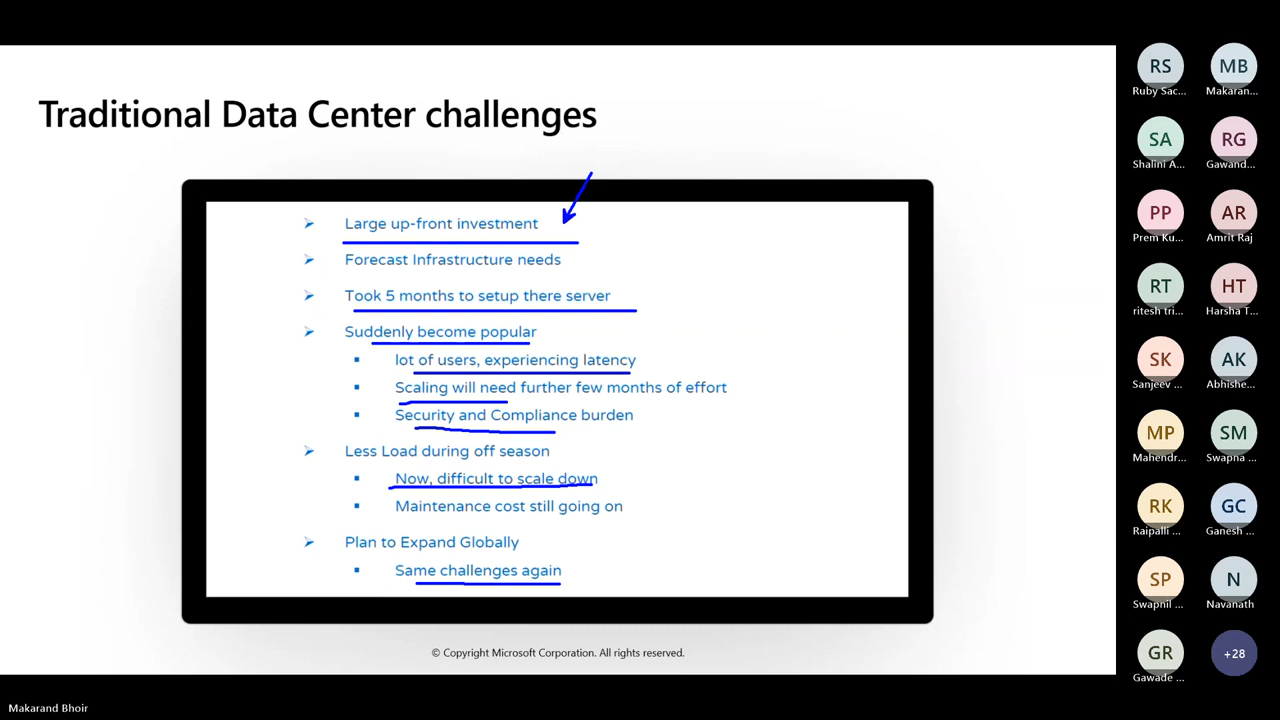 Traditional Data Center challenges
Large up-front investment
Forecast Infrastructure needs
Took 5 months to setup there server
Suddenly become popular
lot of users, experiencing latency
Scaling will need further few months of effort
Security and Compliance burden
Less Load during off season
Now, difficult to scale down
Maintenance cost still going on
Plan to Expand Globally
Same challenges again
© Copyright Microsoft Corporation. All rights reserved.
RS MB
Ruby Sac... Makaran...
SA RG
Shalini A... Gawand...
PP AR
Prem Ku... Amrit Raj
RT HT
ritesh tri... Harsha T...
SK AK
Sanjeev ... Abhishe...
MP SM
Mahendr... Swapna ...
RK GC
Raipalli ... Ganesh ...
SP N
Swapnil ... Navanath
GR +28
Gawade ...
Makarand Bhoir